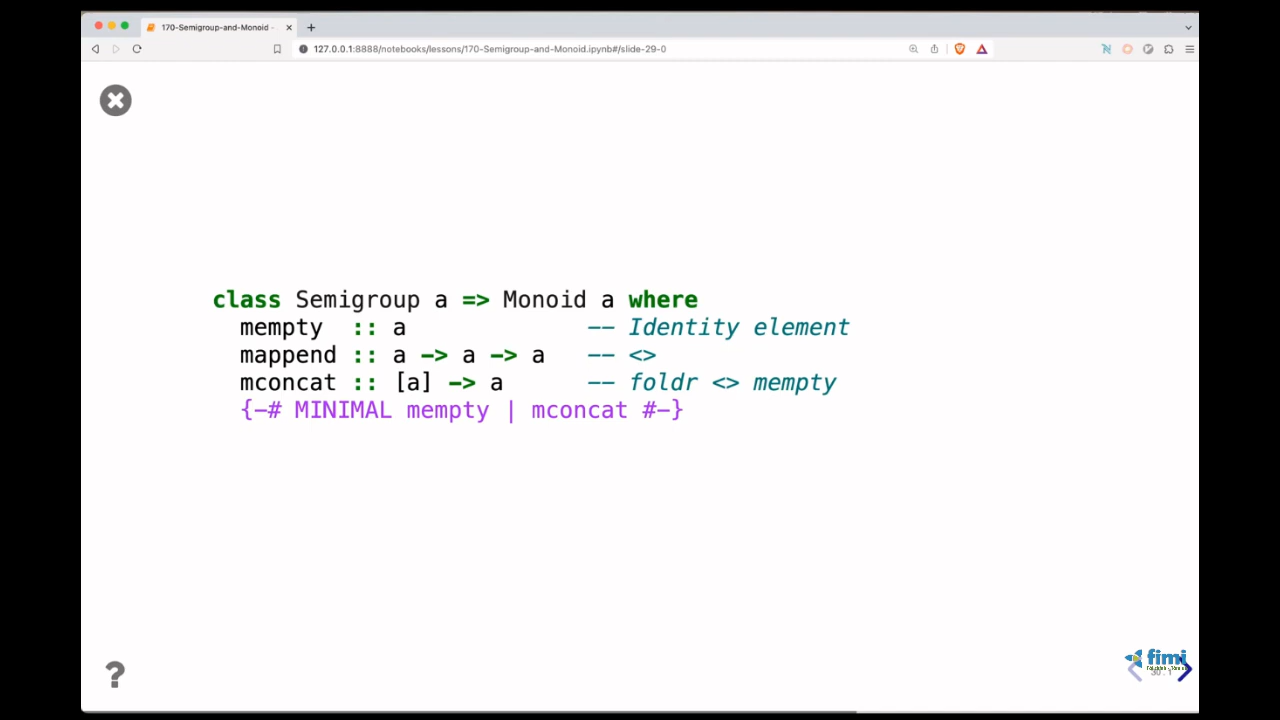 170-Semigroup-and-Monoid -
127.0.0.1:8888/notebooks/lessons/170-Semigroup-and-Monoid.ipynb#/slide-29-0
class Semigroup a => Monoid a where
mempty :: a -- Identity element
mappend :: a -> a -> a -- <>
mconcat :: [a] -> a -- foldr <> mempty
{-# MINIMAL mempty | mconcat #-}
?
fimi